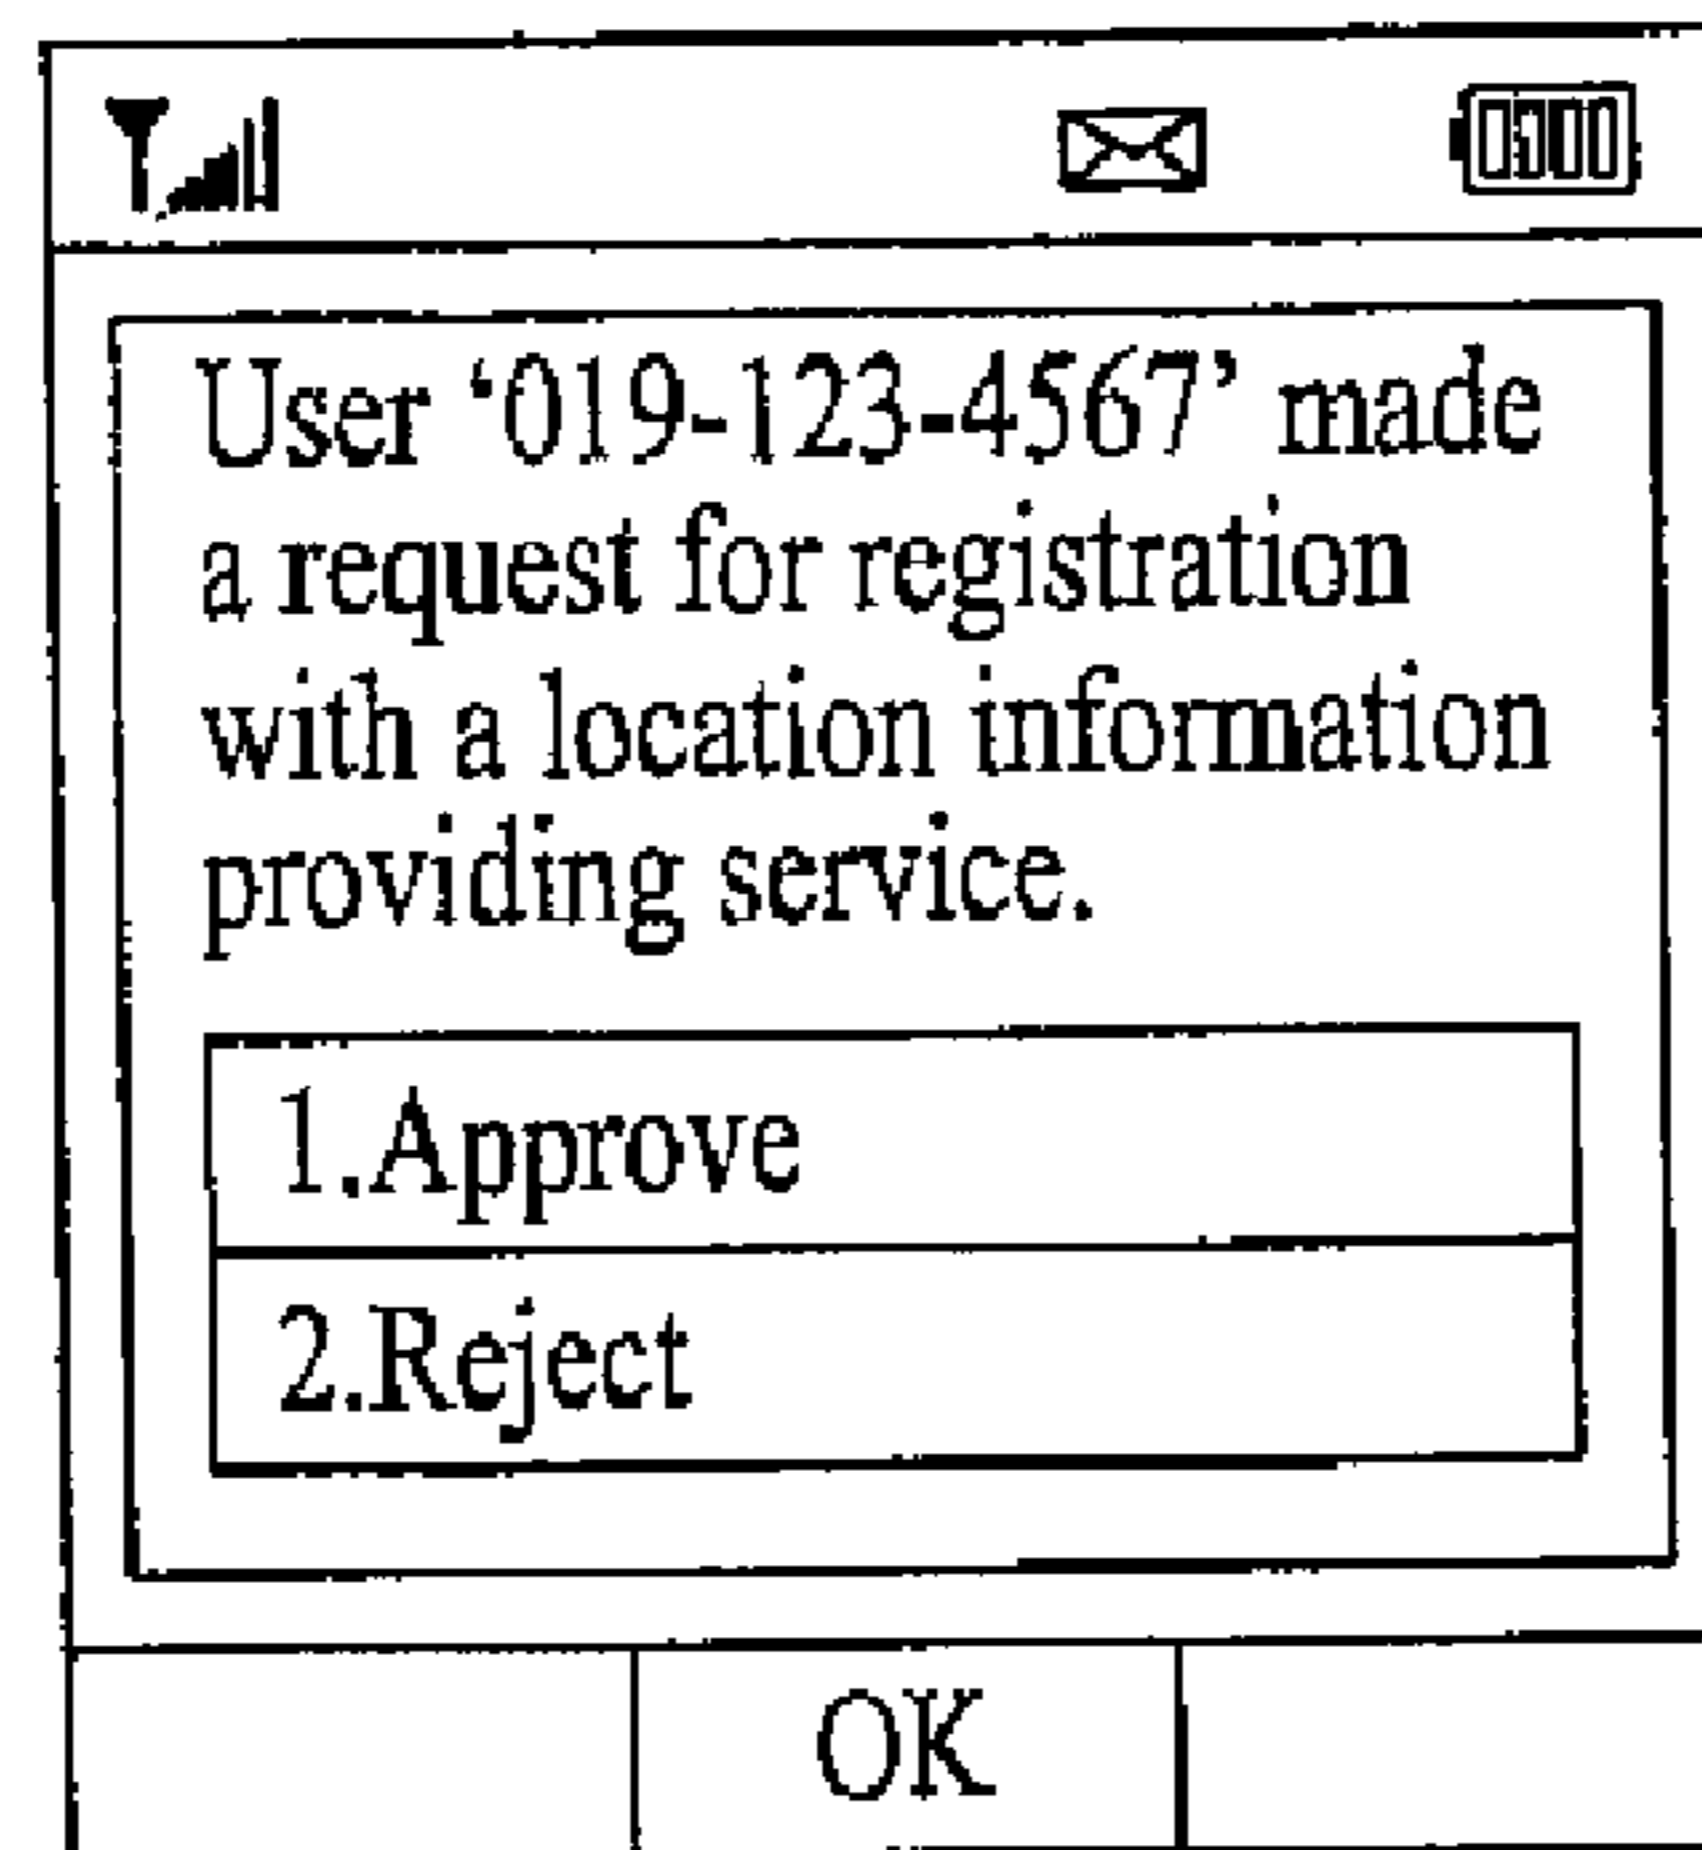 User ‘019-123-4567’ made
a request for registration
with a location information
providing service.
1.Approve
2.Reject
OK